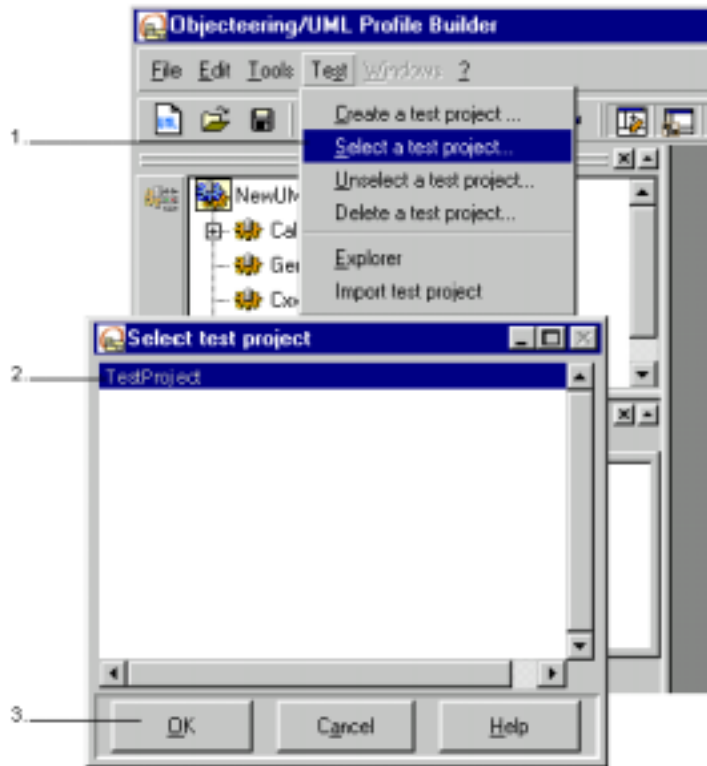 Objecteering/UML Profile Builder
File Edit Tools Test Windows ?
Create a test project ...
1.
Select a test project...
Unselect a test project...
NewUM
Delete a test project...
Cal
Explorer
Ger
Import test project
Cxx
Select test project
2.
TestProject
3.
OK Cancel Help